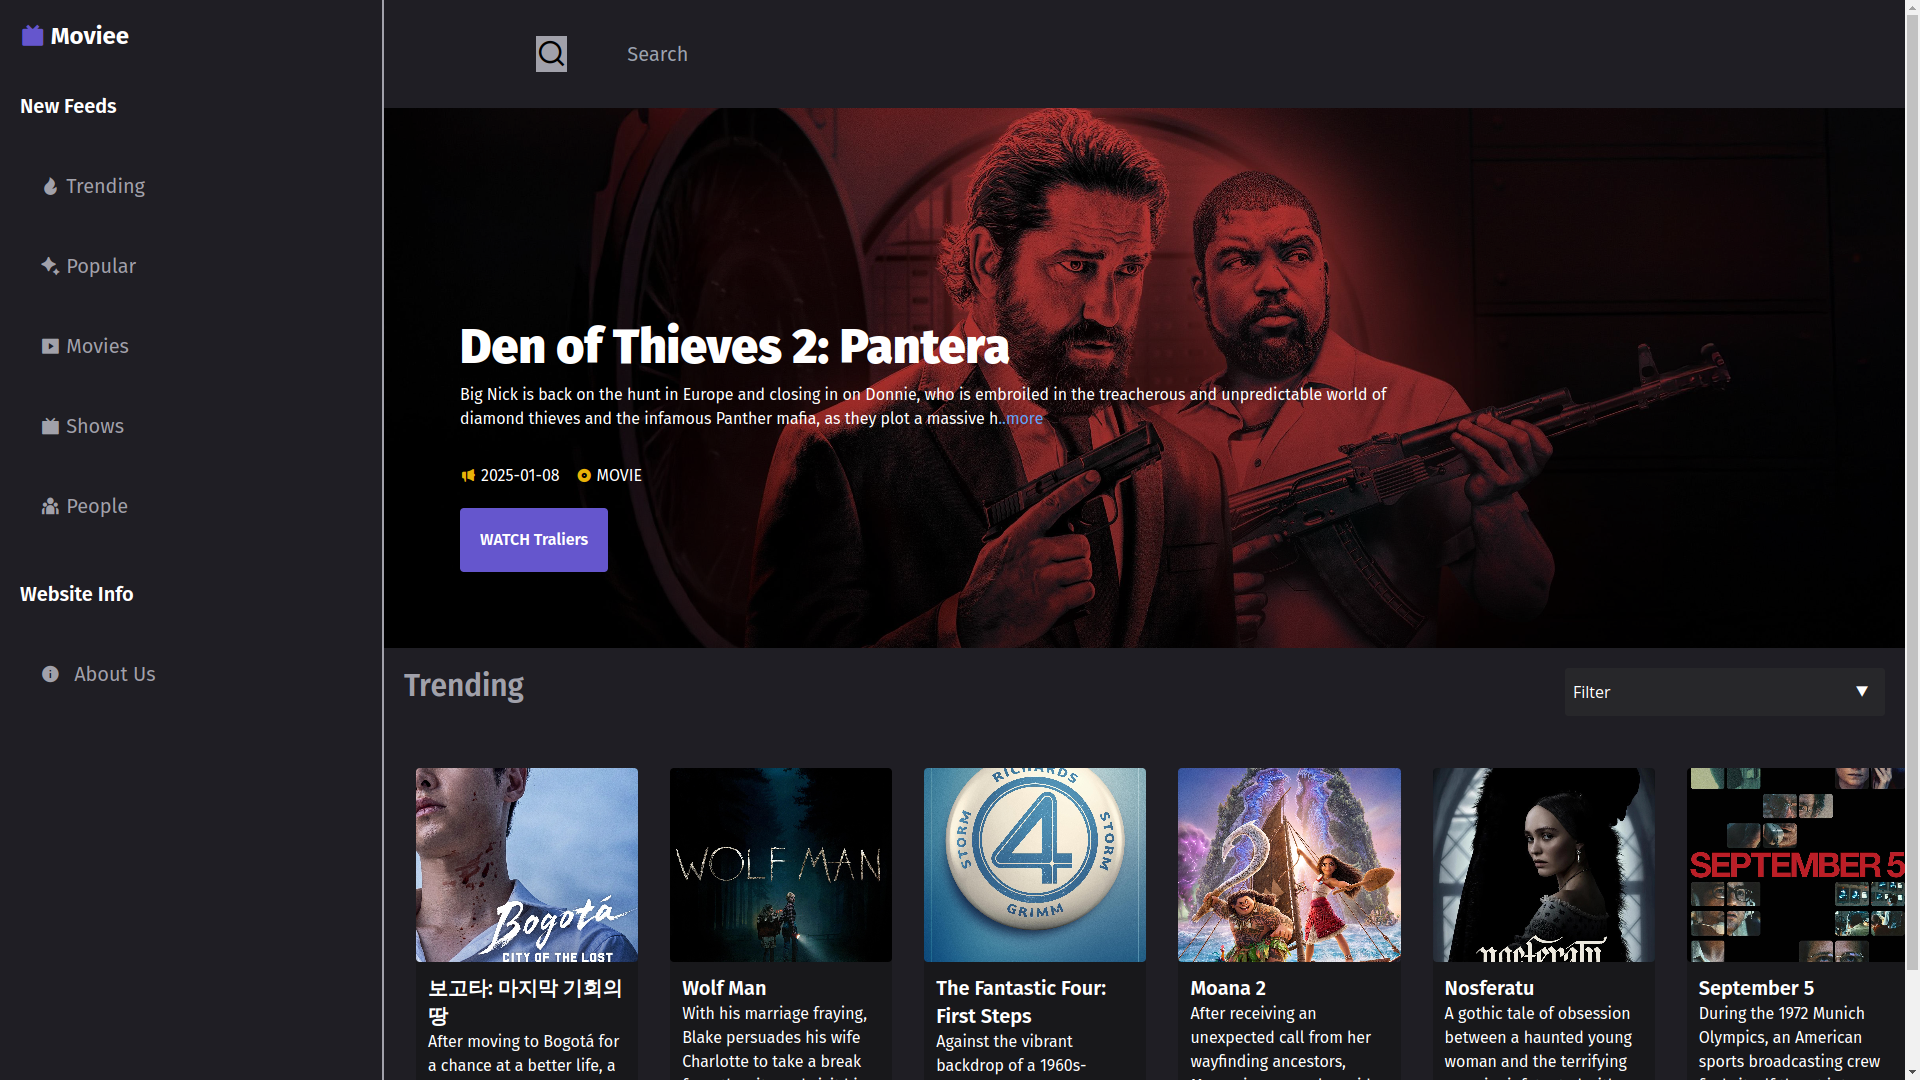 Moviee
New Feeds
Trending
Popular
Movies
Shows
People
Website Info
About Us
Search
Den of Thieves 2: Pantera
Big Nick is back on the hunt in Europe and closing in on Donnie, who is embroiled in the treacherous and unpredictable world of
diamond thieves and the infamous Panther mafia, as they plot a massive h..more
2025-01-08 MOVIE
WATCH Traliers
Trending
Filter
Bogotá
CITY OF THE LOST
보고타: 마지막 기회의
땅
After moving to Bogotá for
a chance at a better life, a
WOLF MAN
Wolf Man
With his marriage fraying,
Blake persuades his wife
Charlotte to take a break
RICHARDS
STORM
4
STORM
GRIMM
The Fantastic Four:
First Steps
Against the vibrant
backdrop of a 1960s-
2
Moana 2
After receiving an
unexpected call from her
wayfinding ancestors,
nosferatu
Nosferatu
A gothic tale of obsession
between a haunted young
woman and the terrifying
SEPTEMBER 5
September 5
During the 1972 Munich
Olympics, an American
sports broadcasting crew